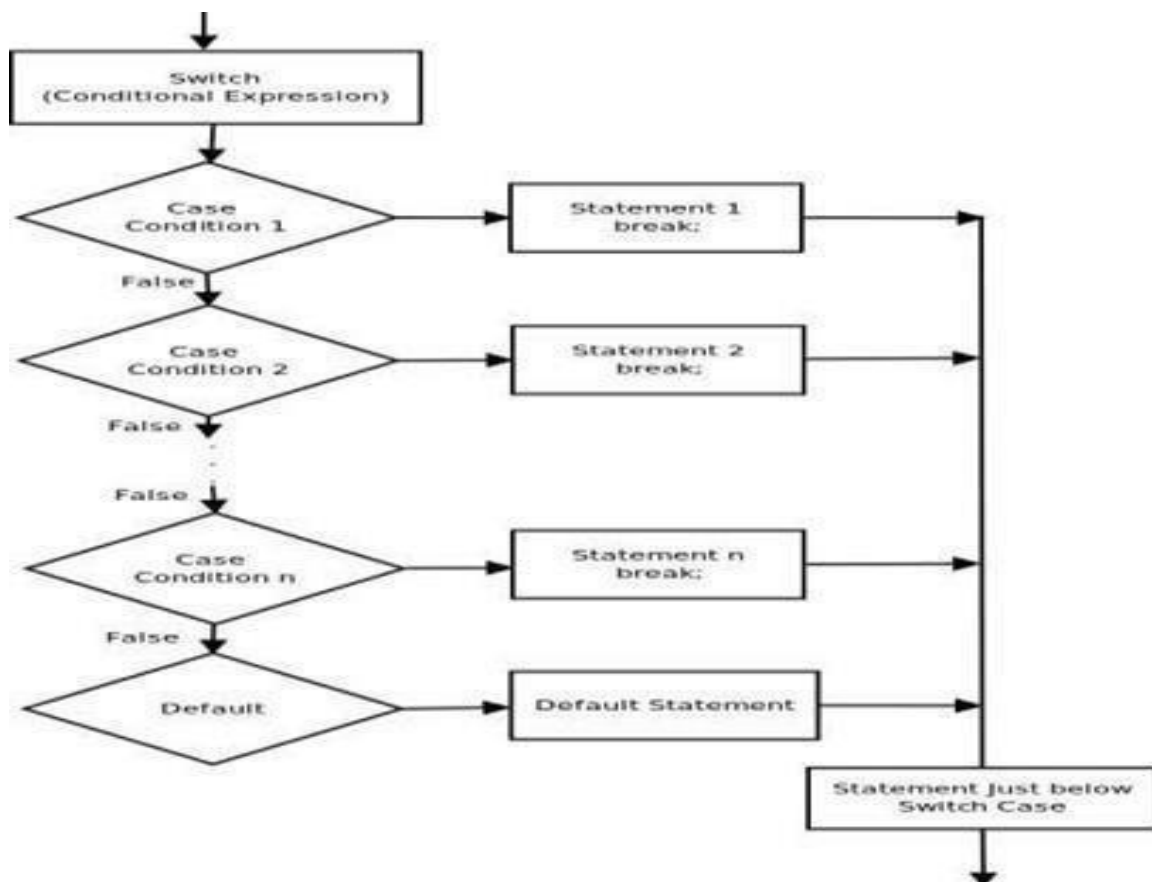 Switch
(Conditional Expression)
Case
Condition 1
Statement 1
break;
False
Case
Condition 2
Statement 2
break;
False
False
Case
Condition n
Statement n
break;
False
Default
Default Statement
Statement Just below
Switch Case